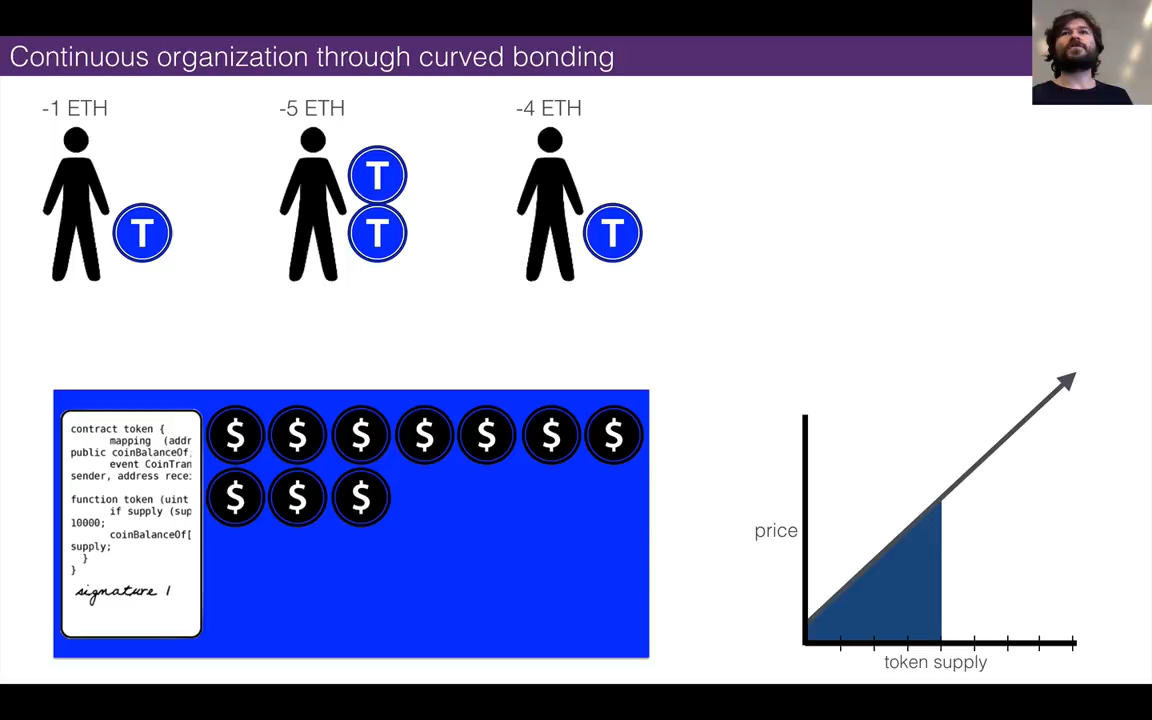 Continuous organization through curved bonding
-1 ETH
-5 ETH
-4 ETH
T
T
T
T
contract token {
mapping (addr
public coinBalanceOf
event CoinTran
sender, address rece
function token (uint
if supply (sup
10000;
coinBalanceOf[
supply;
}
}
signature 1
$ $ $ $ $ $ $
$ $ $
price
token supply